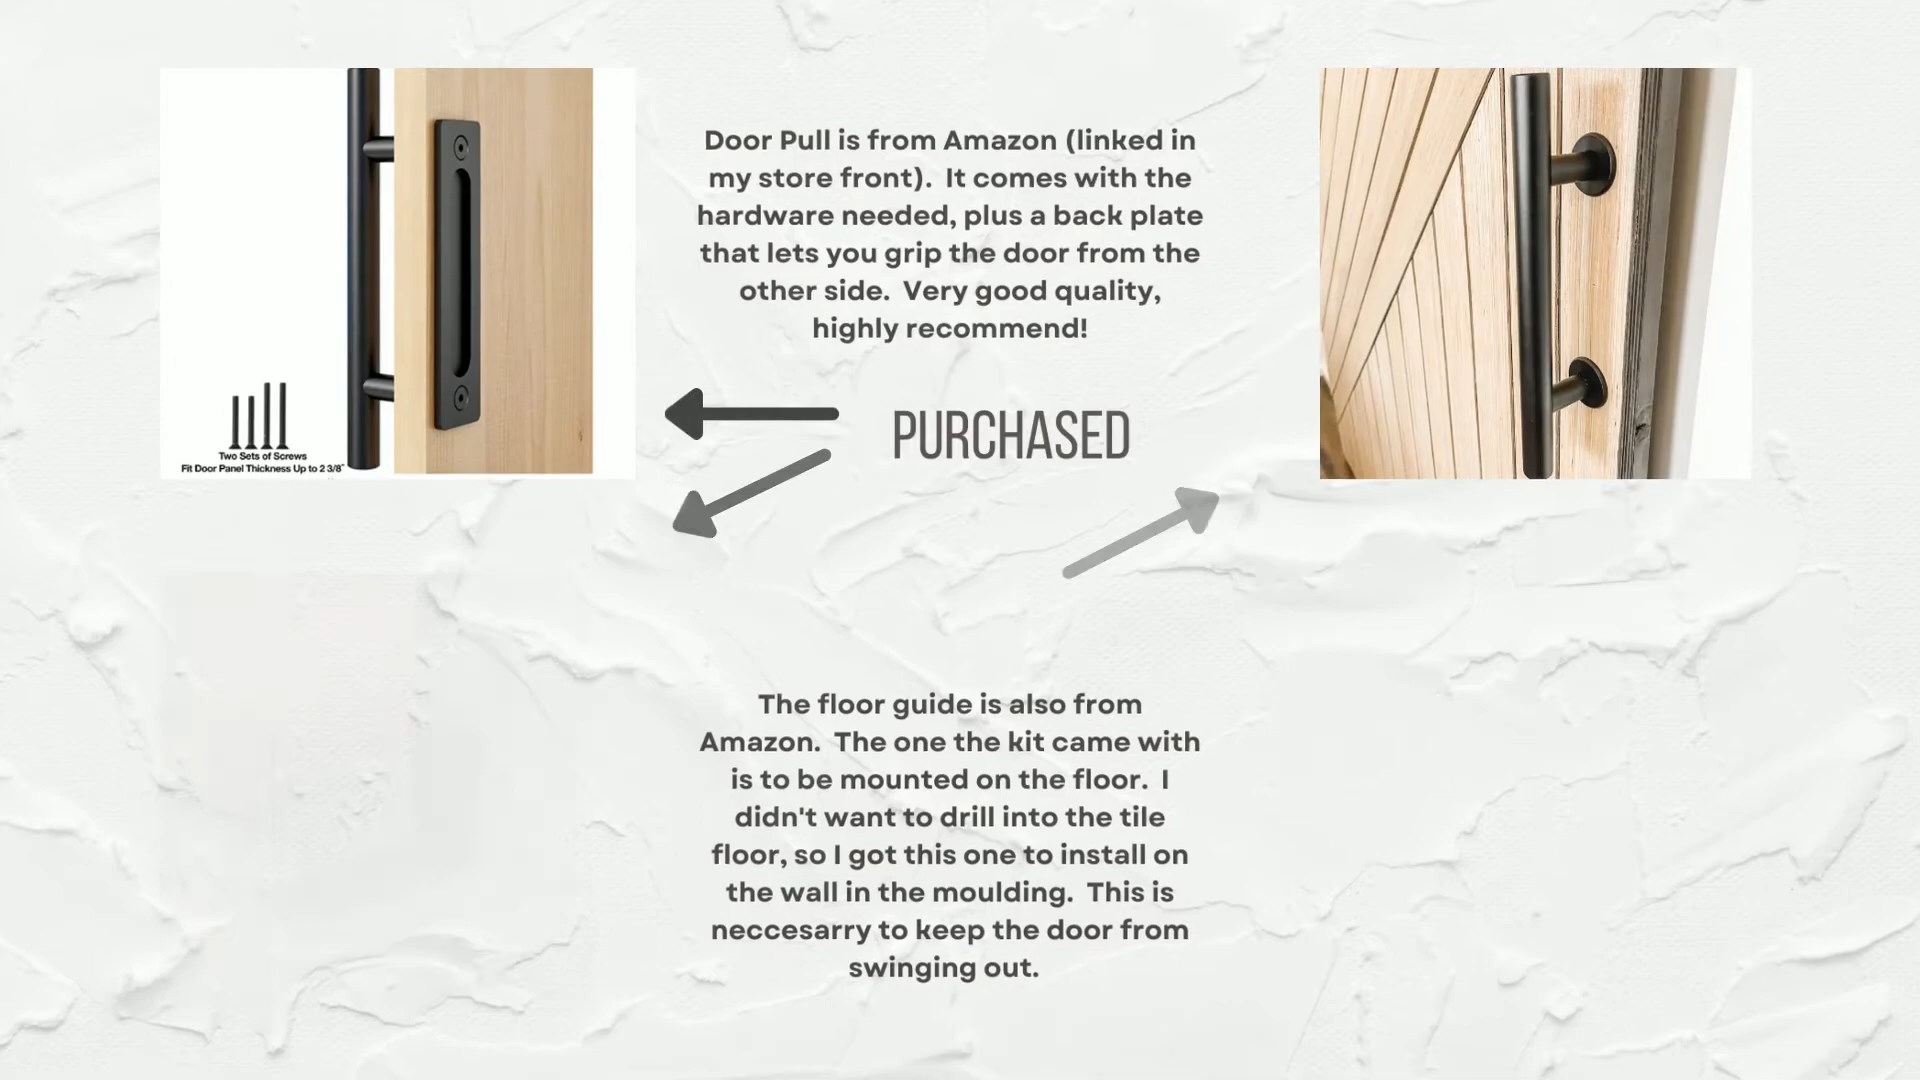 Door Pull is from Amazon (linked in
my store front). It comes with the
hardware needed, plus a back plate
that lets you grip the door from the
other side. Very good quality,
highly recommend!
Two Sets of Screws
Fit Door Panel Thickness Up to 2 3/8"
PURCHASED
The floor guide is also from
Amazon. The one the kit came with
is to be mounted on the floor. I
didn't want to drill into the tile
floor, so I got this one to install on
the wall in the moulding. This is
neccesarry to keep the door from
swinging out.